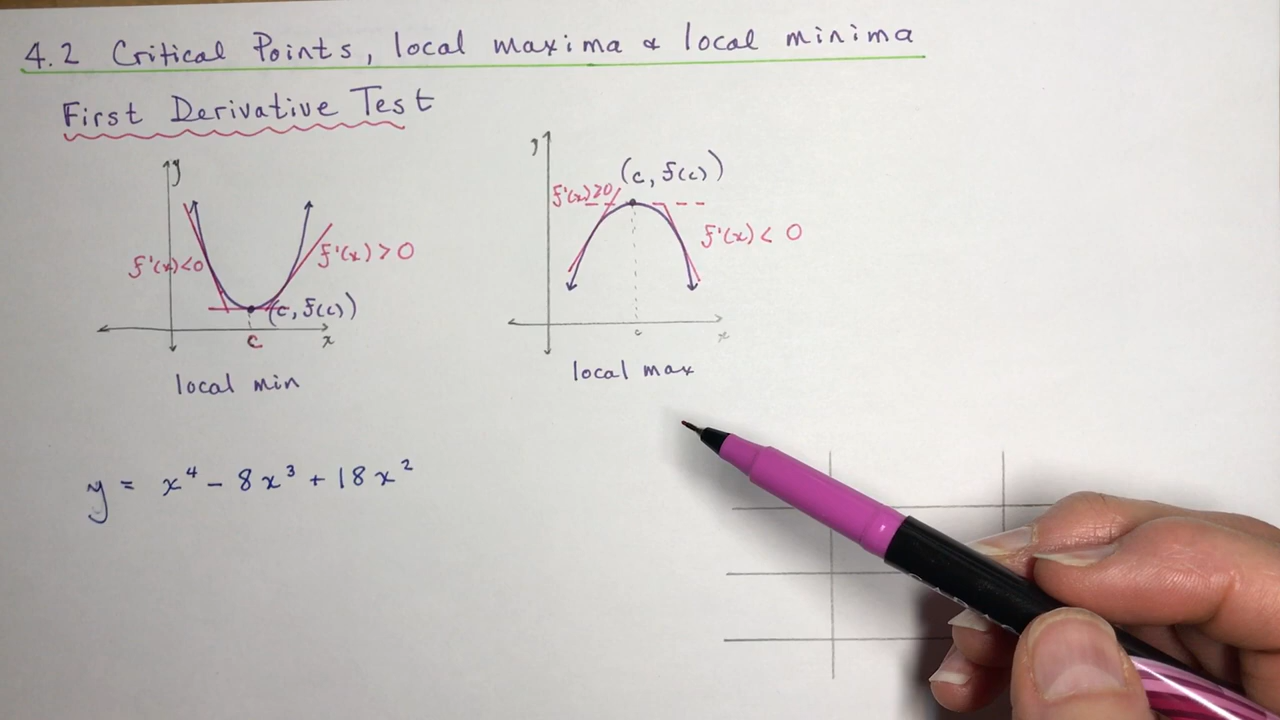 4.2 Critical Points, local maxima & local minima
First Derivative Test
y
f'(x)<0
f'(x) > 0
(c, f(c))
c
x
local min
y
(c, f(c))
f'(x)>0
f'(x) < 0
c
x
local max
y = x⁴ - 8x³ + 18x²